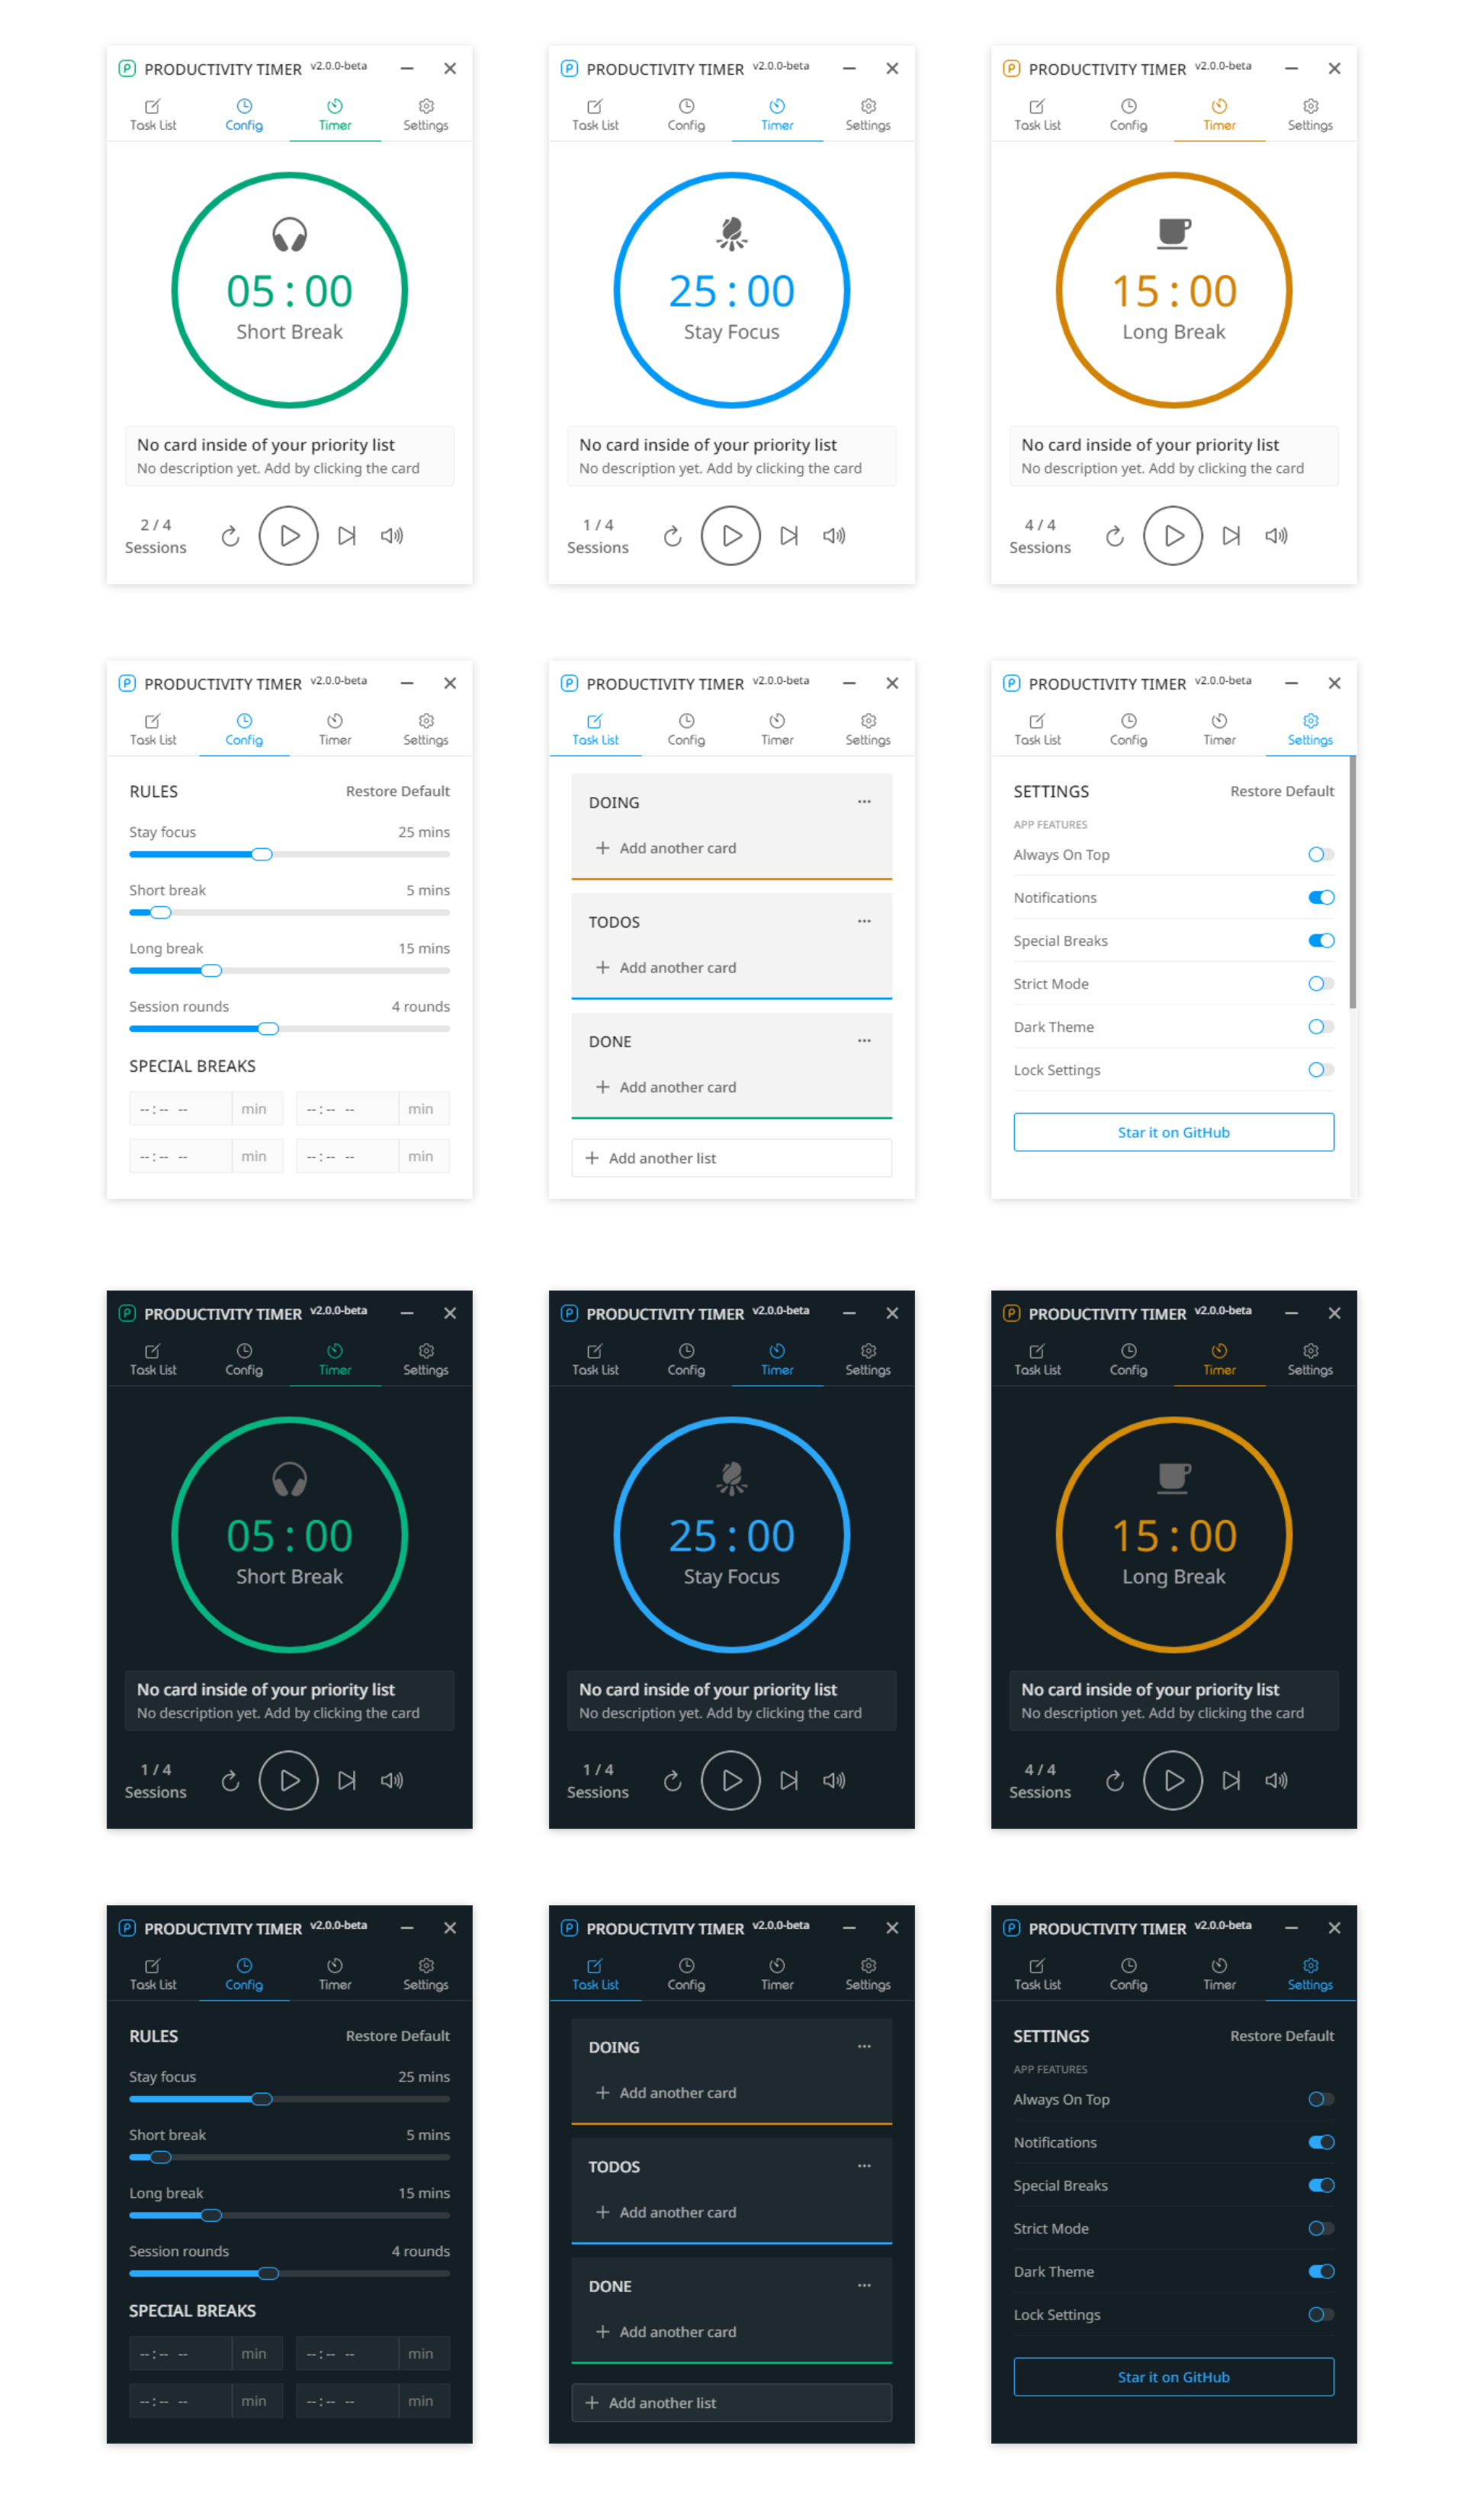 PRODUCTIVITY TIMER v2.0.0-beta
Task List Config Timer Settings
05 : 00
Short Break
No card inside of your priority list
No description yet. Add by clicking the card
2 / 4
Sessions
PRODUCTIVITY TIMER v2.0.0-beta
Task List Config Timer Settings
25 : 00
Stay Focus
No card inside of your priority list
No description yet. Add by clicking the card
1 / 4
Sessions
PRODUCTIVITY TIMER v2.0.0-beta
Task List Config Timer Settings
15 : 00
Long Break
No card inside of your priority list
No description yet. Add by clicking the card
4 / 4
Sessions
PRODUCTIVITY TIMER v2.0.0-beta
Task List Config Timer Settings
RULES Restore Default
Stay focus 25 mins
Short break 5 mins
Long break 15 mins
Session rounds 4 rounds
SPECIAL BREAKS
--:-- -- min --:-- -- min
--:-- -- min --:-- -- min
PRODUCTIVITY TIMER v2.0.0-beta
Task List Config Timer Settings
DOING
Add another card
TODOS
Add another card
DONE
Add another card
Add another list
PRODUCTIVITY TIMER v2.0.0-beta
Task List Config Timer Settings
SETTINGS Restore Default
APP FEATURES
Always On Top
Notifications
Special Breaks
Strict Mode
Dark Theme
Lock Settings
Star it on GitHub
PRODUCTIVITY TIMER v2.0.0-beta
Task List Config Timer Settings
05 : 00
Short Break
No card inside of your priority list
No description yet. Add by clicking the card
1 / 4
Sessions
PRODUCTIVITY TIMER v2.0.0-beta
Task List Config Timer Settings
25 : 00
Stay Focus
No card inside of your priority list
No description yet. Add by clicking the card
1 / 4
Sessions
PRODUCTIVITY TIMER v2.0.0-beta
Task List Config Timer Settings
15 : 00
Long Break
No card inside of your priority list
No description yet. Add by clicking the card
4 / 4
Sessions
PRODUCTIVITY TIMER v2.0.0-beta
Task List Config Timer Settings
RULES Restore Default
Stay focus 25 mins
Short break 5 mins
Long break 15 mins
Session rounds 4 rounds
SPECIAL BREAKS
--:-- -- min --:-- -- min
--:-- -- min --:-- -- min
PRODUCTIVITY TIMER v2.0.0-beta
Task List Config Timer Settings
DOING
Add another card
TODOS
Add another card
DONE
Add another card
Add another list
PRODUCTIVITY TIMER v2.0.0-beta
Task List Config Timer Settings
SETTINGS Restore Default
APP FEATURES
Always On Top
Notifications
Special Breaks
Strict Mode
Dark Theme
Lock Settings
Star it on GitHub